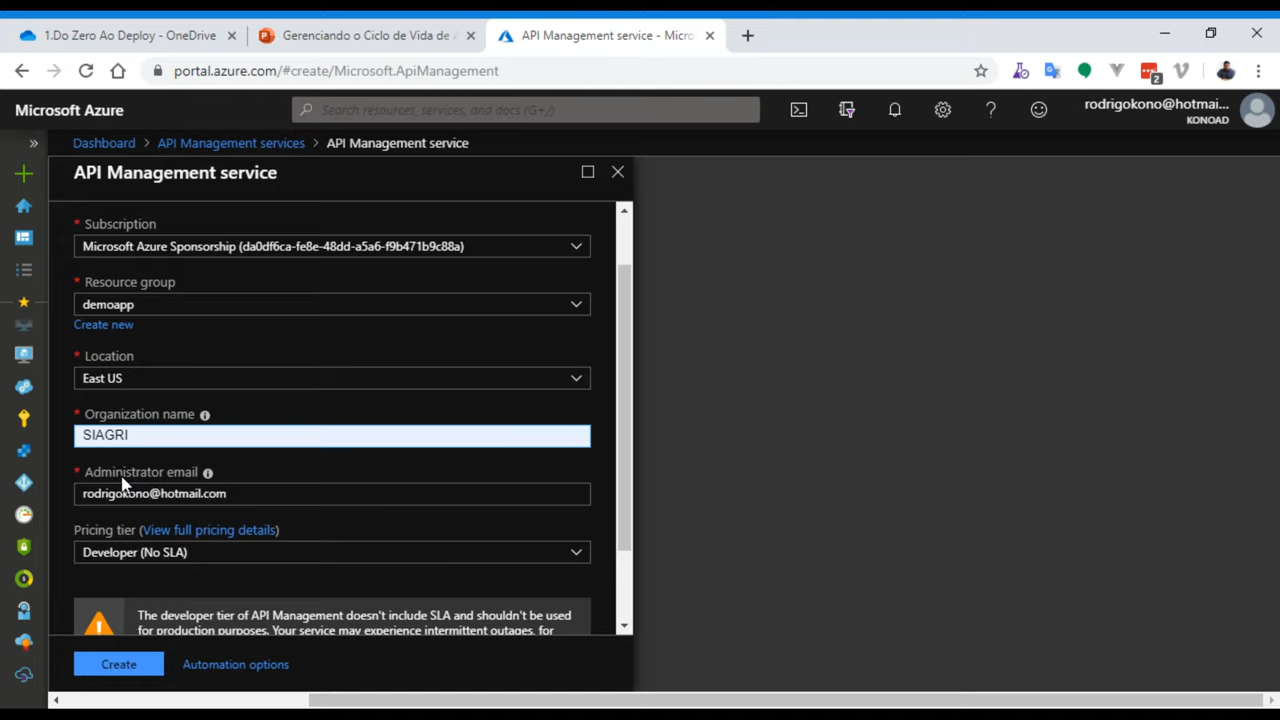 1.Do Zero Ao Deploy - OneDrive
Gerenciando o Ciclo de Vida de A
API Management service - Micro
portal.azure.com/#create/Microsoft.ApiManagement
2
Microsoft Azure
Search resources, services, and docs (G+/)
rodrigokono@hotmai...
KONOAD
Dashboard > API Management services > API Management service
API Management service
* Subscription
Microsoft Azure Sponsorship (da0df6ca-fe8e-48dd-a5a6-f9b471b9c88a)
* Resource group
demoapp
Create new
* Location
East US
* Organization name
SIAGRI
* Administrator email
rodrigokono@hotmail.com
Pricing tier (View full pricing details)
Developer (No SLA)
The developer tier of API Management doesn't include SLA and shouldn't be used
for production purposes. Your service may experience intermittent outages, for
Create
Automation options